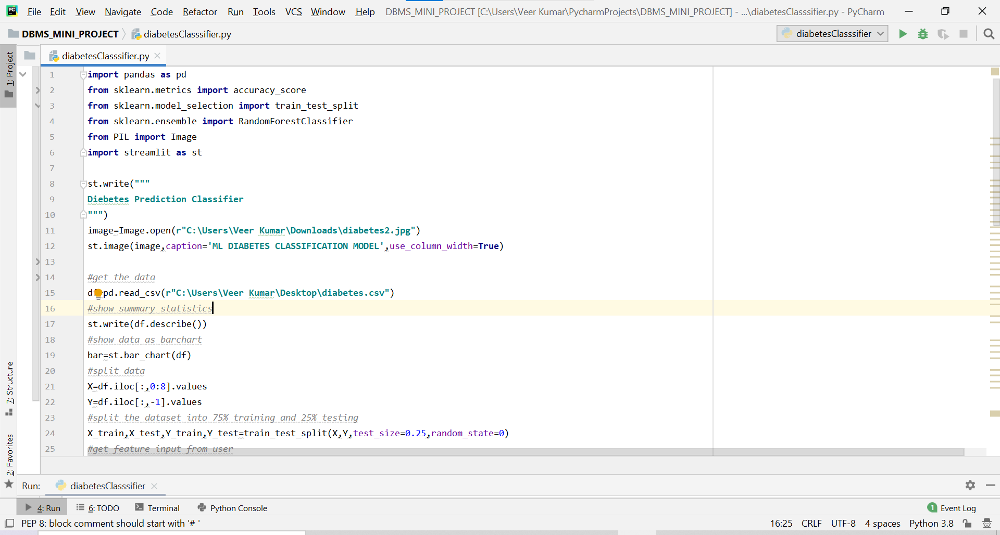 File Edit View Navigate Code Refactor Run Tools VCS Window Help DBMS_MINI_PROJECT [C:\Users\Veer Kumar\PycharmProjects\DBMS_MINI_PROJECT] - ...\diabetesClasssifier.py - PyCharm
DBMS_MINI_PROJECT diabetesClasssifier.py diabetesClasssifier
diabetesClasssifier.py
1: Project
7: Structure
2: Favorites
1 import pandas as pd
2 from sklearn.metrics import accuracy_score
3 from sklearn.model_selection import train_test_split
4 from sklearn.ensemble import RandomForestClassifier
5 from PIL import Image
6 import streamlit as st
7
8 st.write("""
9 Diebetes Prediction Classifier
10 """)
11 image=Image.open(r"C:\Users\Veer Kumar\Downloads\diabetes2.jpg")
12 st.image(image,caption='ML DIABETES CLASSIFICATION MODEL',use_column_width=True)
13
14 #get the data
15 df=pd.read_csv(r"C:\Users\Veer Kumar\Desktop\diabetes.csv")
16 #show summary statistics
17 st.write(df.describe())
18 #show data as barchart
19 bar=st.bar_chart(df)
20 #split data
21 X=df.iloc[:,0:8].values
22 Y=df.iloc[:,-1].values
23 #split the dataset into 75% training and 25% testing
24 X_train,X_test,Y_train,Y_test=train_test_split(X,Y,test_size=0.25,random_state=0)
25 #get feature input from user
Run: diabetesClasssifier
4: Run 6: TODO Terminal Python Console 1 Event Log
PEP 8: block comment should start with '# ' 16:25 CRLF UTF-8 4 spaces Python 3.8